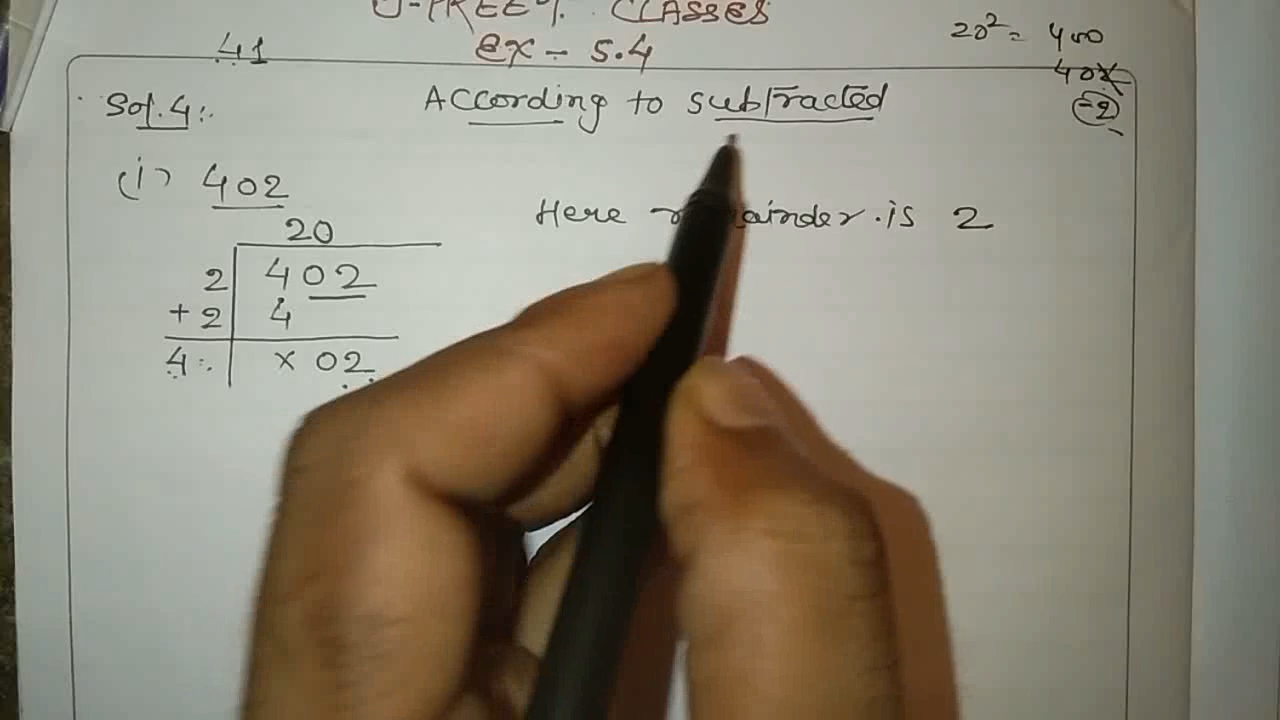 CLASSES
ex - 5.4
41
20² = 400
402
-2
Sol.4:.
According to subtracted
(i) 402
Here remainder.is 2
20
2 402
+2 4
4 x 02